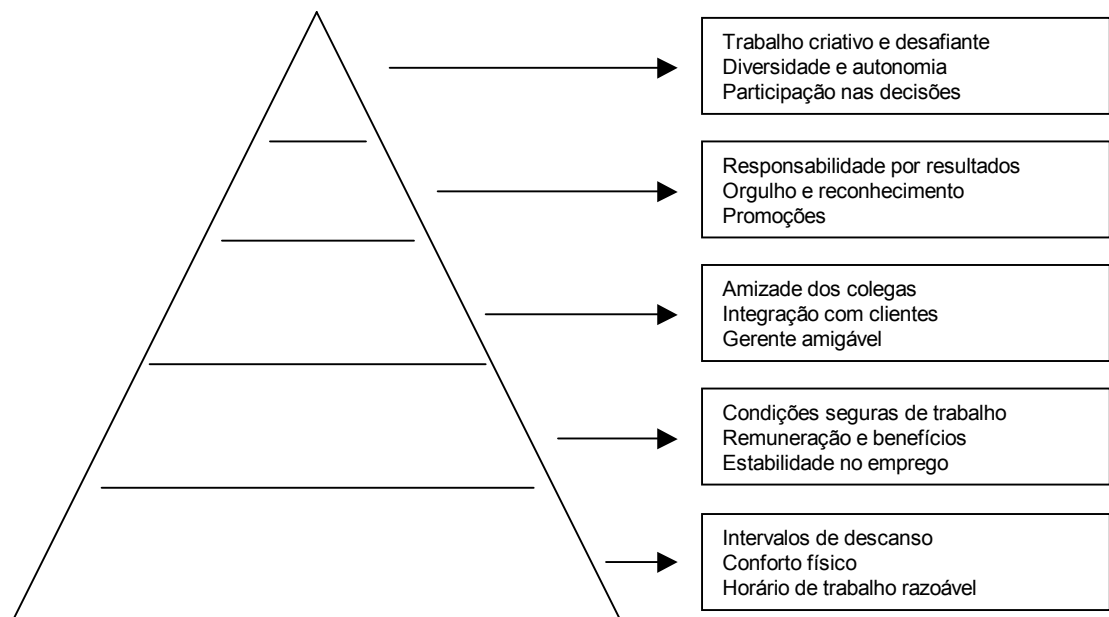 Trabalho criativo e desafiante
Diversidade e autonomia
Participação nas decisões
Responsabilidade por resultados
Orgulho e reconhecimento
Promoções
Amizade dos colegas
Integração com clientes
Gerente amigável
Condições seguras de trabalho
Remuneração e benefícios
Estabilidade no emprego
Intervalos de descanso
Conforto físico
Horário de trabalho razoável